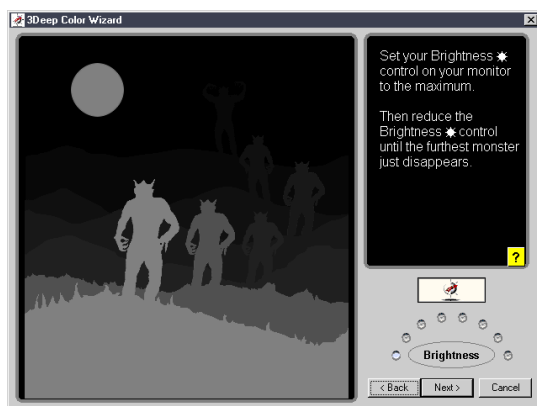 3Deep Color Wizard
Set your Brightness
control on your monitor
to the maximum.
Then reduce the
Brightness control
until the furthest monster
just disappears.
?
Brightness
< Back
Next >
Cancel